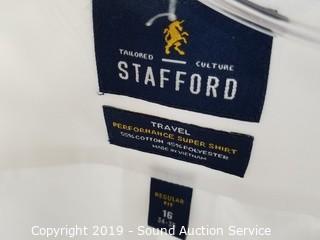 TAILORED CULTURE
STAFFORD
TRAVEL
PERFORMANCE SUPER SHIRT
55% COTTON 45% POLYESTER
MADE IN VIETNAM
REGULAR
FIT
16
Copyright 2019 - Sound Auction Service